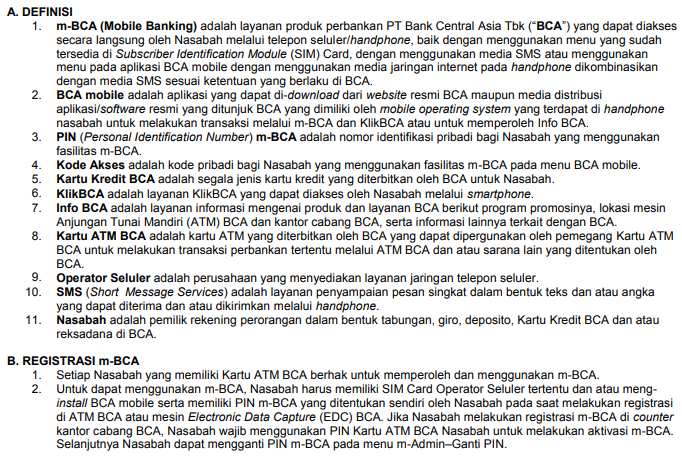 A. DEFINISI
1. m-BCA (Mobile Banking) adalah layanan produk perbankan PT Bank Central Asia Tbk (“BCA”) yang dapat diakses
secara langsung oleh Nasabah melalui telepon seluler/handphone, baik dengan menggunakan menu yang sudah
tersedia di Subscriber Identification Module (SIM) Card, dengan menggunakan media SMS atau menggunakan
menu pada aplikasi BCA mobile dengan menggunakan media jaringan internet pada handphone dikombinasikan
dengan media SMS sesuai ketentuan yang berlaku di BCA.
2. BCA mobile adalah aplikasi yang dapat di-download dari website resmi BCA maupun media distribusi
aplikasi/software resmi yang ditunjuk BCA yang dimiliki oleh mobile operating system yang terdapat di handphone
nasabah untuk melakukan transaksi melalui m-BCA dan KlikBCA atau untuk memperoleh Info BCA.
3. PIN (Personal Identification Number) m-BCA adalah nomor identifikasi pribadi bagi Nasabah yang menggunakan
fasilitas m-BCA.
4. Kode Akses adalah kode pribadi bagi Nasabah yang menggunakan fasilitas m-BCA pada menu BCA mobile.
5. Kartu Kredit BCA adalah segala jenis kartu kredit yang diterbitkan oleh BCA untuk Nasabah.
6. KlikBCA adalah layanan KlikBCA yang dapat diakses oleh Nasabah melalui smartphone.
7. Info BCA adalah layanan informasi mengenai produk dan layanan BCA berikut program promosinya, lokasi mesin
Anjungan Tunai Mandiri (ATM) BCA dan kantor cabang BCA, serta informasi lainnya terkait dengan BCA.
8. Kartu ATM BCA adalah kartu ATM yang diterbitkan oleh BCA yang dapat dipergunakan oleh pemegang Kartu ATM
BCA untuk melakukan transaksi perbankan tertentu melalui ATM BCA dan atau sarana lain yang ditentukan oleh
BCA.
9. Operator Seluler adalah perusahaan yang menyediakan layanan jaringan telepon seluler.
10. SMS (Short Message Services) adalah layanan penyampaian pesan singkat dalam bentuk teks dan atau angka
yang dapat diterima dan atau dikirimkan melalui handphone.
11. Nasabah adalah pemilik rekening perorangan dalam bentuk tabungan, giro, deposito, Kartu Kredit BCA dan atau
reksadana di BCA.
B. REGISTRASI m-BCA
1. Setiap Nasabah yang memiliki Kartu ATM BCA berhak untuk memperoleh dan menggunakan m-BCA.
2. Untuk dapat menggunakan m-BCA, Nasabah harus memiliki SIM Card Operator Seluler tertentu dan atau meng-
install BCA mobile serta memiliki PIN m-BCA yang ditentukan sendiri oleh Nasabah pada saat melakukan registrasi
di ATM BCA atau mesin Electronic Data Capture (EDC) BCA. Jika Nasabah melakukan registrasi m-BCA di counter
kantor cabang BCA, Nasabah wajib menggunakan PIN Kartu ATM BCA Nasabah untuk melakukan aktivasi m-BCA.
Selanjutnya Nasabah dapat mengganti PIN m-BCA pada menu m-Admin–Ganti PIN.